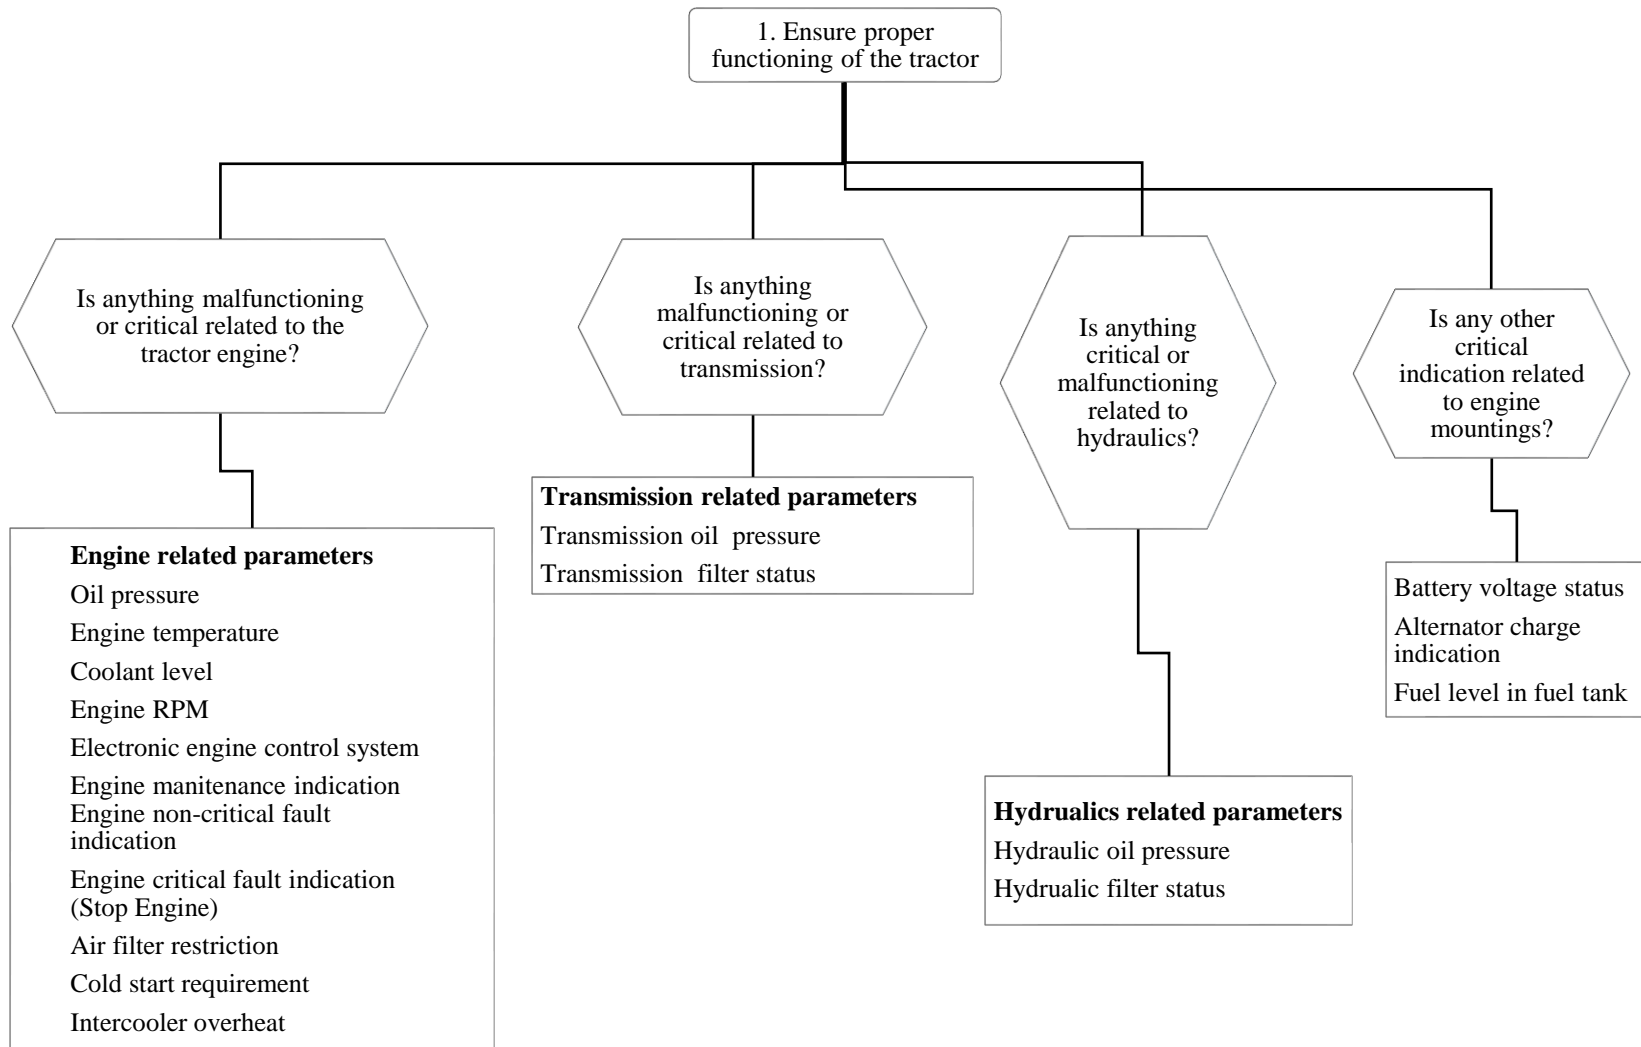 1. Ensure proper
functioning of the tractor
Is anything malfunctioning
or critical related to the
tractor engine?
Is anything
malfunctioning or
critical related to
transmission?
Is anything
critical or
malfunctioning
related to
hydraulics?
Is any other
critical
indication related
to engine
mountings?
Engine related parameters
Oil pressure
Engine temperature
Coolant level
Engine RPM
Electronic engine control system
Engine manitenance indication
Engine non-critical fault
indication
Engine critical fault indication
(Stop Engine)
Air filter restriction
Cold start requirement
Intercooler overheat
Transmission related parameters
Transmission oil pressure
Transmission filter status
Hydrualics related parameters
Hydraulic oil pressure
Hydrualic filter status
Battery voltage status
Alternator charge
indication
Fuel level in fuel tank